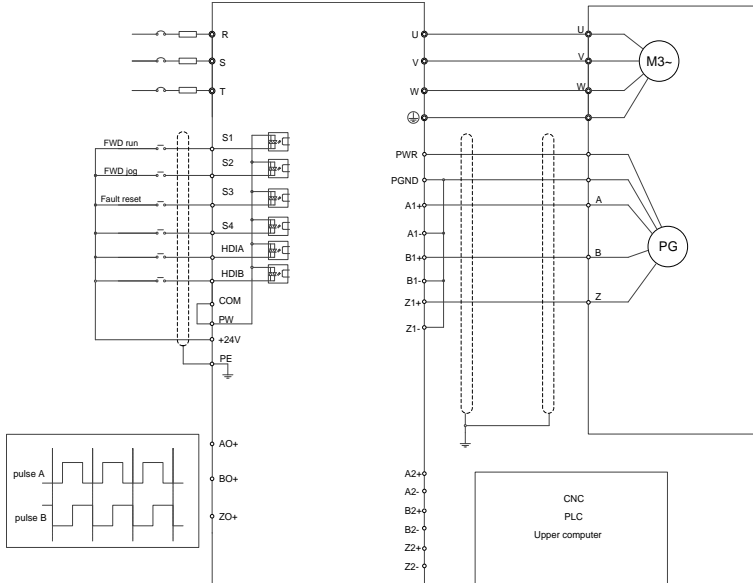 R
S
T
U
V
W
U
V
W
M3~
FWD run
S1
FWD jog
S2
Fault reset
S3
S4
HDIA
HDIB
COM
PW
+24V
PE
PWR
PGND
A1+
A1-
B1+
B1-
Z1+
Z1-
A
B
Z
PG
pulse A
pulse B
AO+
BO+
ZO+
A2+
A2-
B2+
B2-
Z2+
Z2-
CNC
PLC
Upper computer